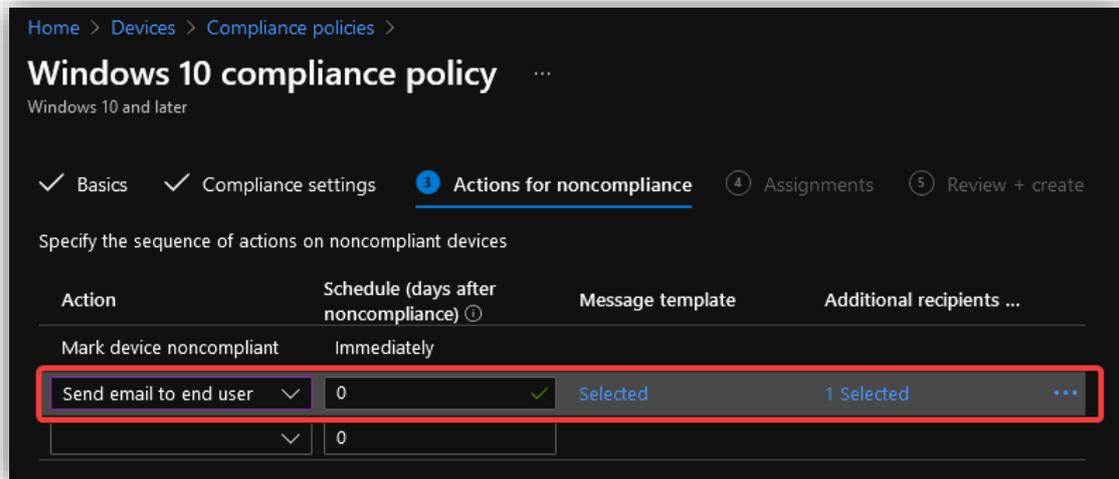 Home > Devices > Compliance policies >
Windows 10 compliance policy ...
Windows 10 and later
Basics Compliance settings 3 Actions for noncompliance 4 Assignments 5 Review + create
Specify the sequence of actions on noncompliant devices
Action Schedule (days after noncompliance) Message template Additional recipients ...
Mark device noncompliant Immediately
Send email to end user 0 Selected 1 Selected ...
0